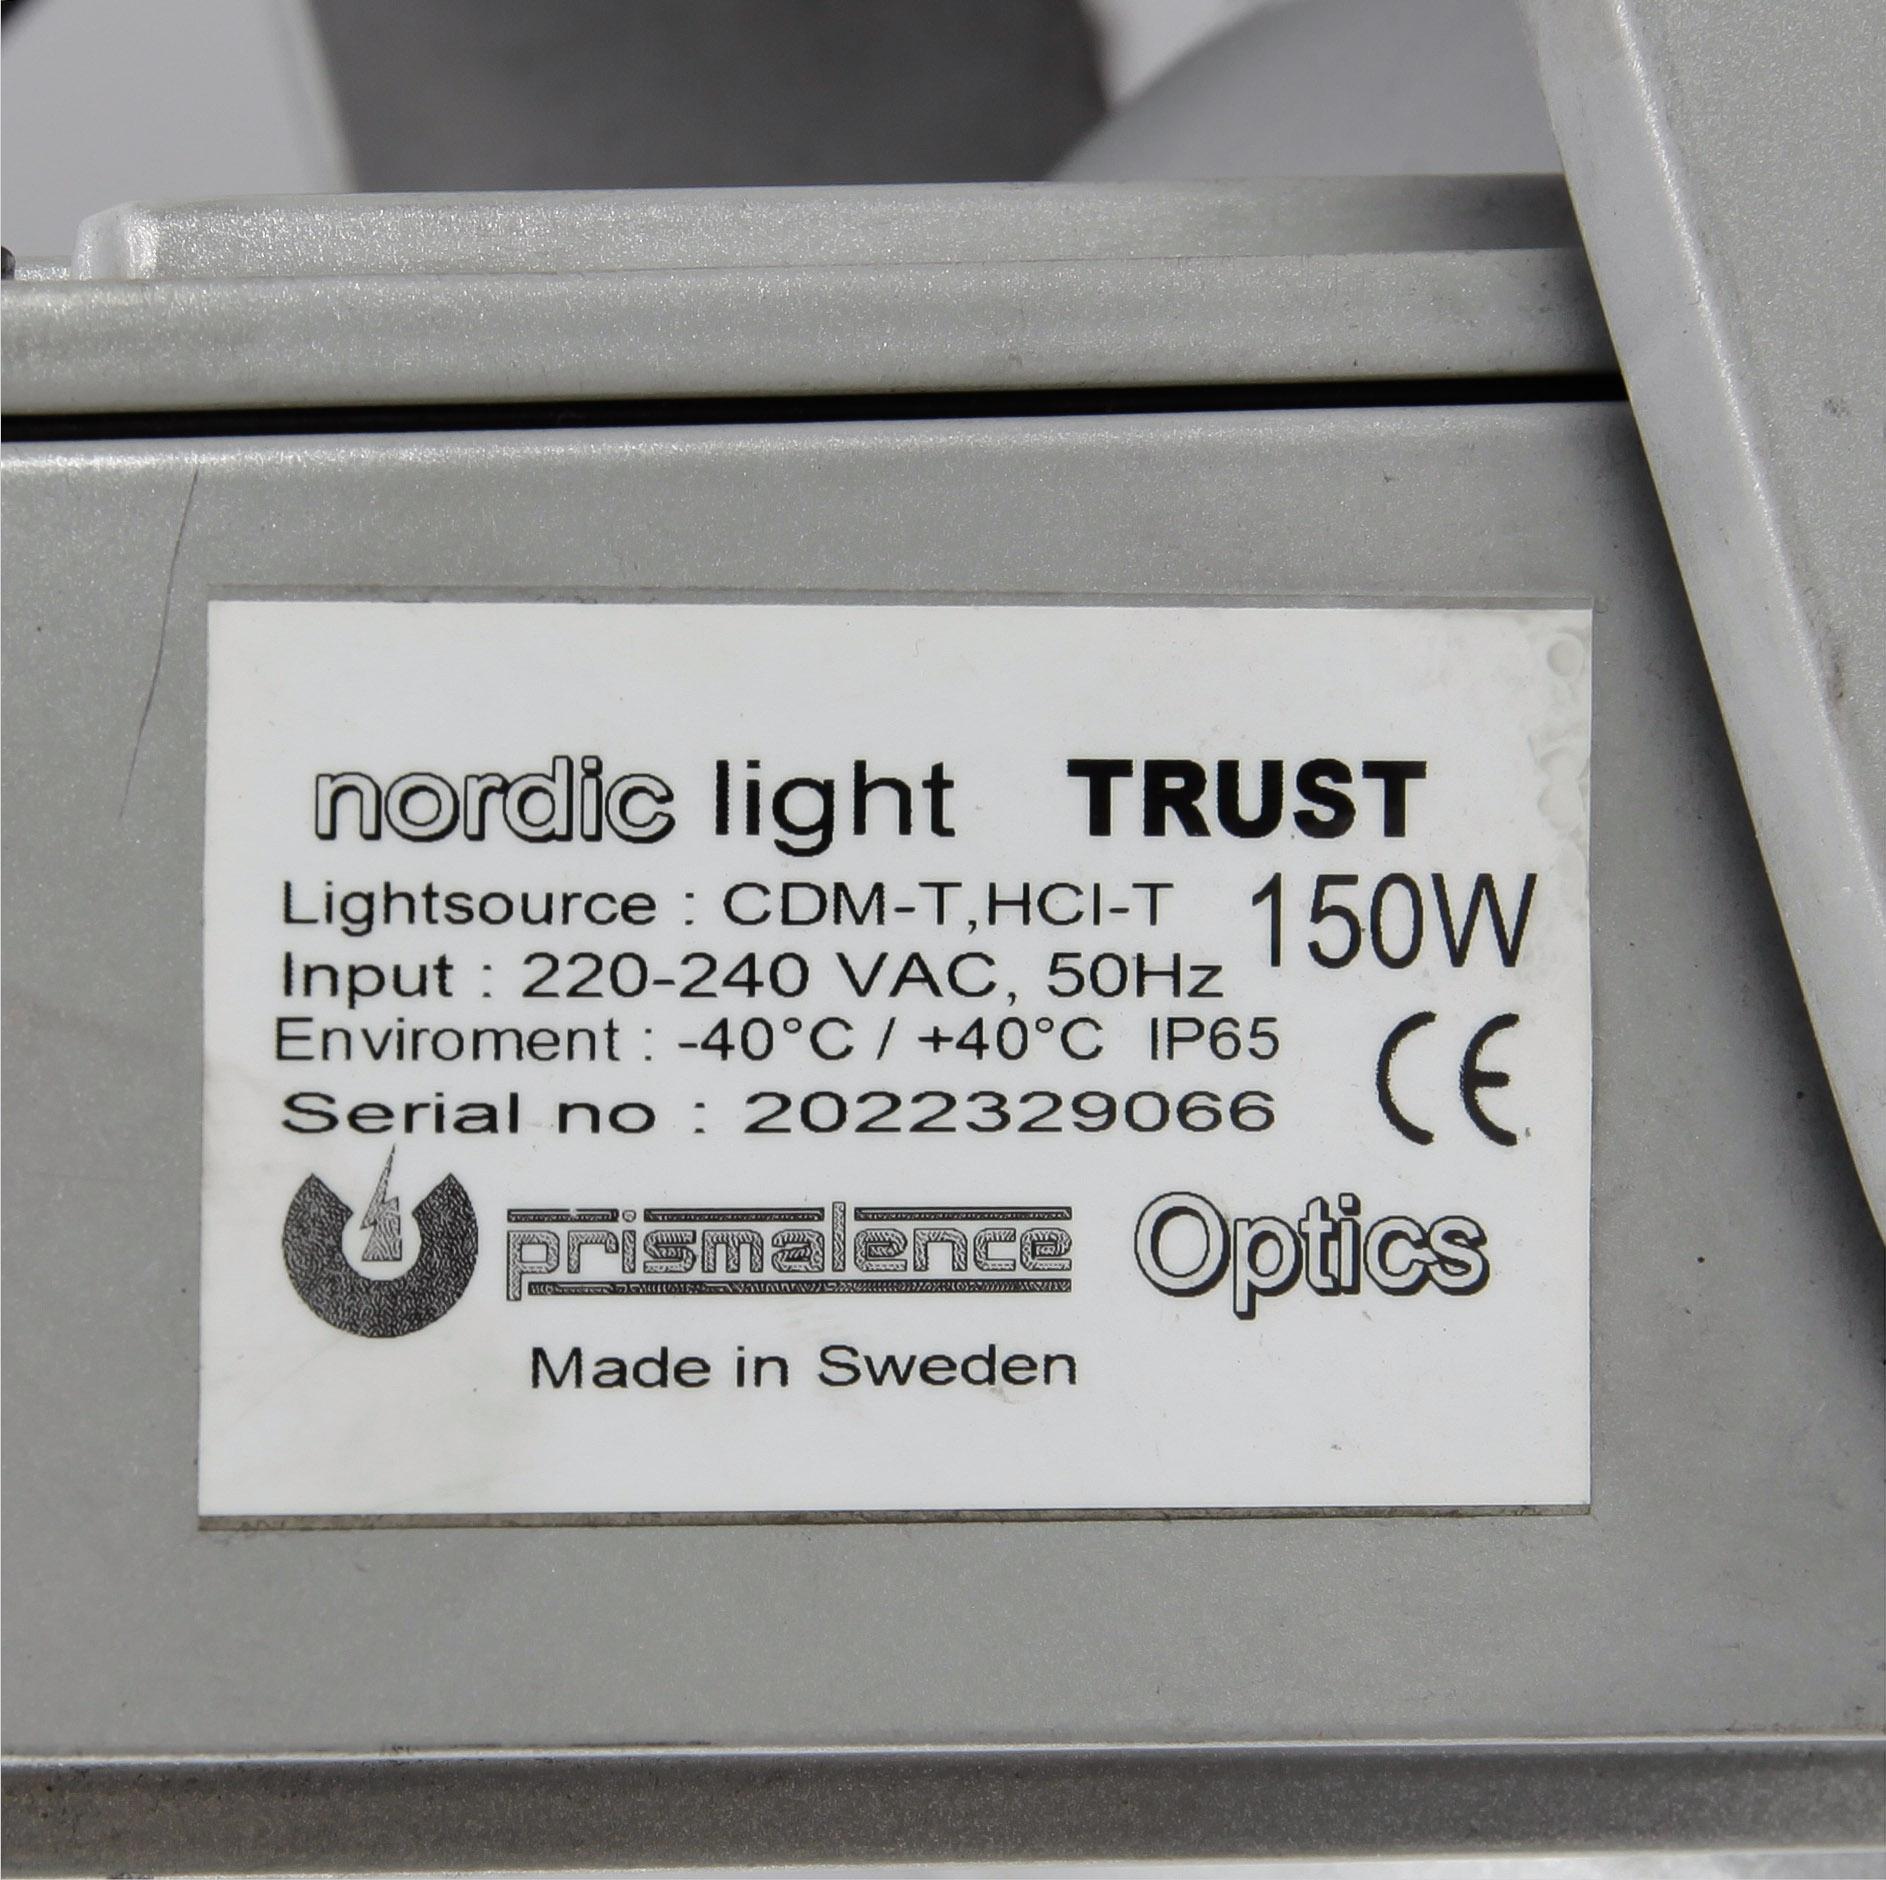 nordic light TRUST
Lightsource : CDM-T,HCI-T 150W
Input : 220-240 VAC, 50Hz
Enviroment : -40°C / +40°C IP65
Serial no : 2022329066 CE
prismalence Optics
Made in Sweden